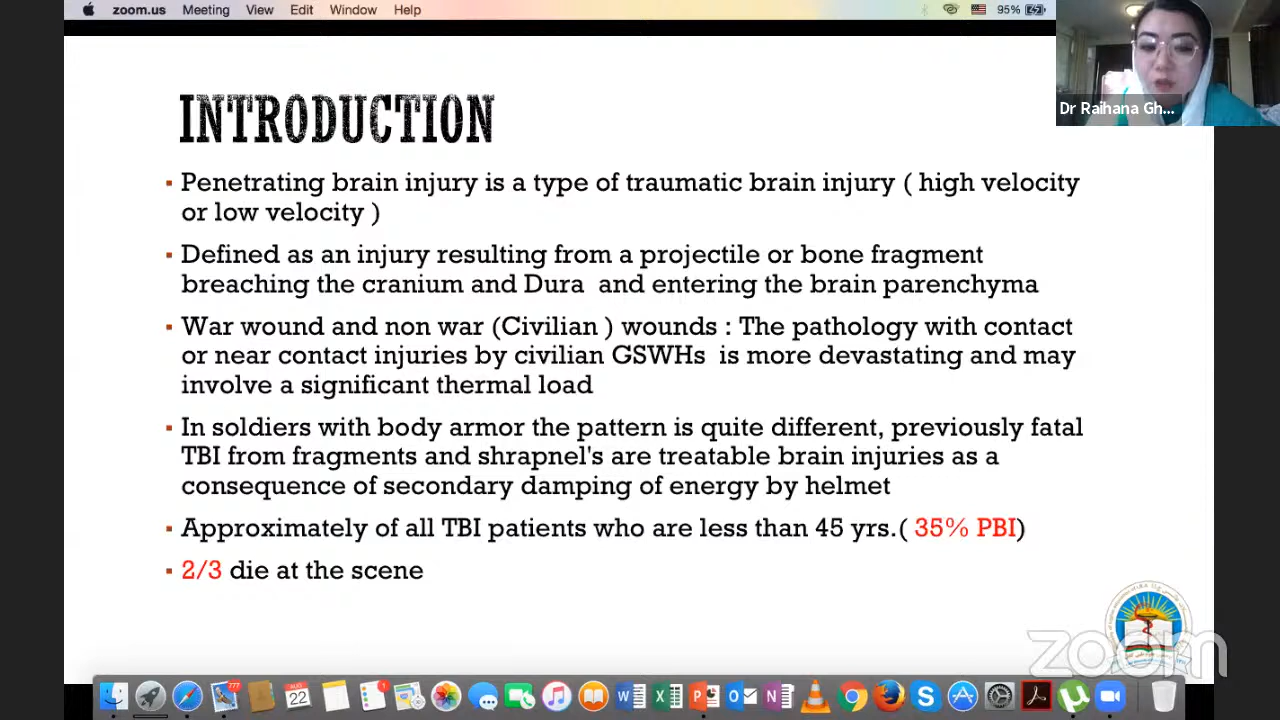 zoom.us Meeting View Edit Window Help 95%
Dr Raihana Gh...
INTRODUCTION
▪ Penetrating brain injury is a type of traumatic brain injury ( high velocity
or low velocity )
▪ Defined as an injury resulting from a projectile or bone fragment
breaching the cranium and Dura and entering the brain parenchyma
▪ War wound and non war (Civilian ) wounds : The pathology with contact
or near contact injuries by civilian GSWHs is more devastating and may
involve a significant thermal load
▪ In soldiers with body armor the pattern is quite different, previously fatal
TBI from fragments and shrapnel's are treatable brain injuries as a
consequence of secondary damping of energy by helmet
▪ Approximately of all TBI patients who are less than 45 yrs.( 35% PBI)
▪ 2/3 die at the scene
zoom
777
AUG
22
1